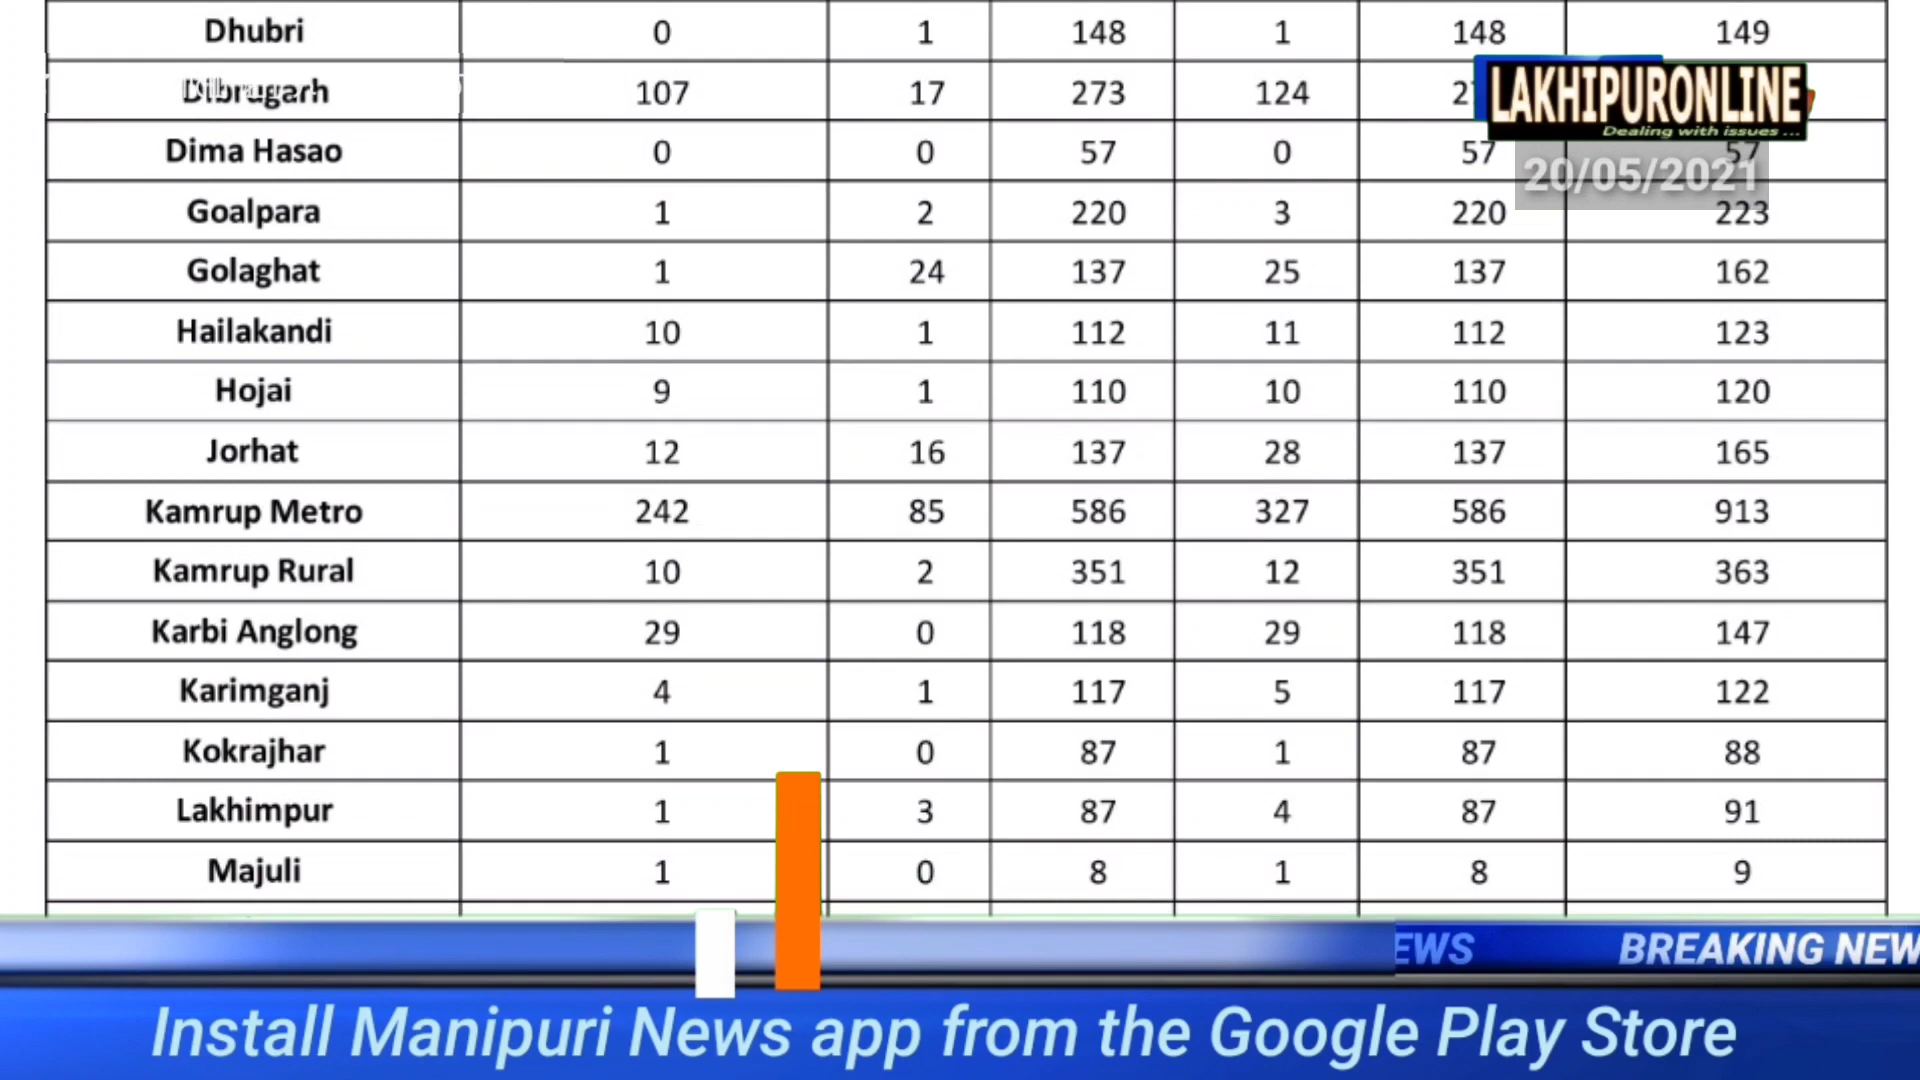 Dhubri 0 1 148 1 148 149
Dibrugarh 107 17 273 124
LAKHIPURONLINE
Dealing with issues ...
Dima Hasao 0 0 57 0 57 57
20/05/2021
Goalpara 1 2 220 3 220 223
Golaghat 1 24 137 25 137 162
Hailakandi 10 1 112 11 112 123
Hojai 9 1 110 10 110 120
Jorhat 12 16 137 28 137 165
Kamrup Metro 242 85 586 327 586 913
Kamrup Rural 10 2 351 12 351 363
Karbi Anglong 29 0 118 29 118 147
Karimganj 4 1 117 5 117 122
Kokrajhar 1 0 87 1 87 88
Lakhimpur 1 3 87 4 87 91
Majuli 1 0 8 1 8 9
EWS BREAKING NEW
Install Manipuri News app from the Google Play Store